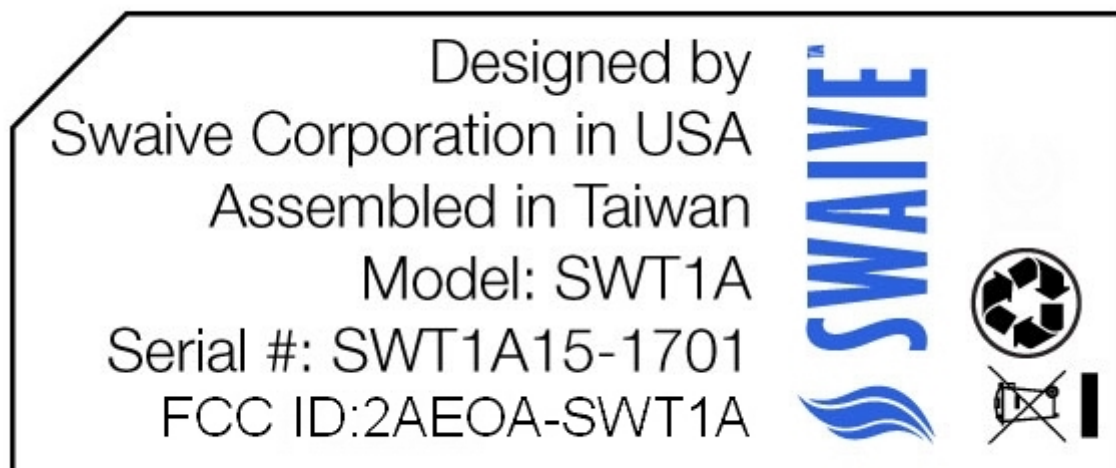 Designed by
Swaive Corporation in USA
Assembled in Taiwan
Model: SWT1A
Serial #: SWT1A15-1701
FCC ID:2AEOA-SWT1A
SWAIVE